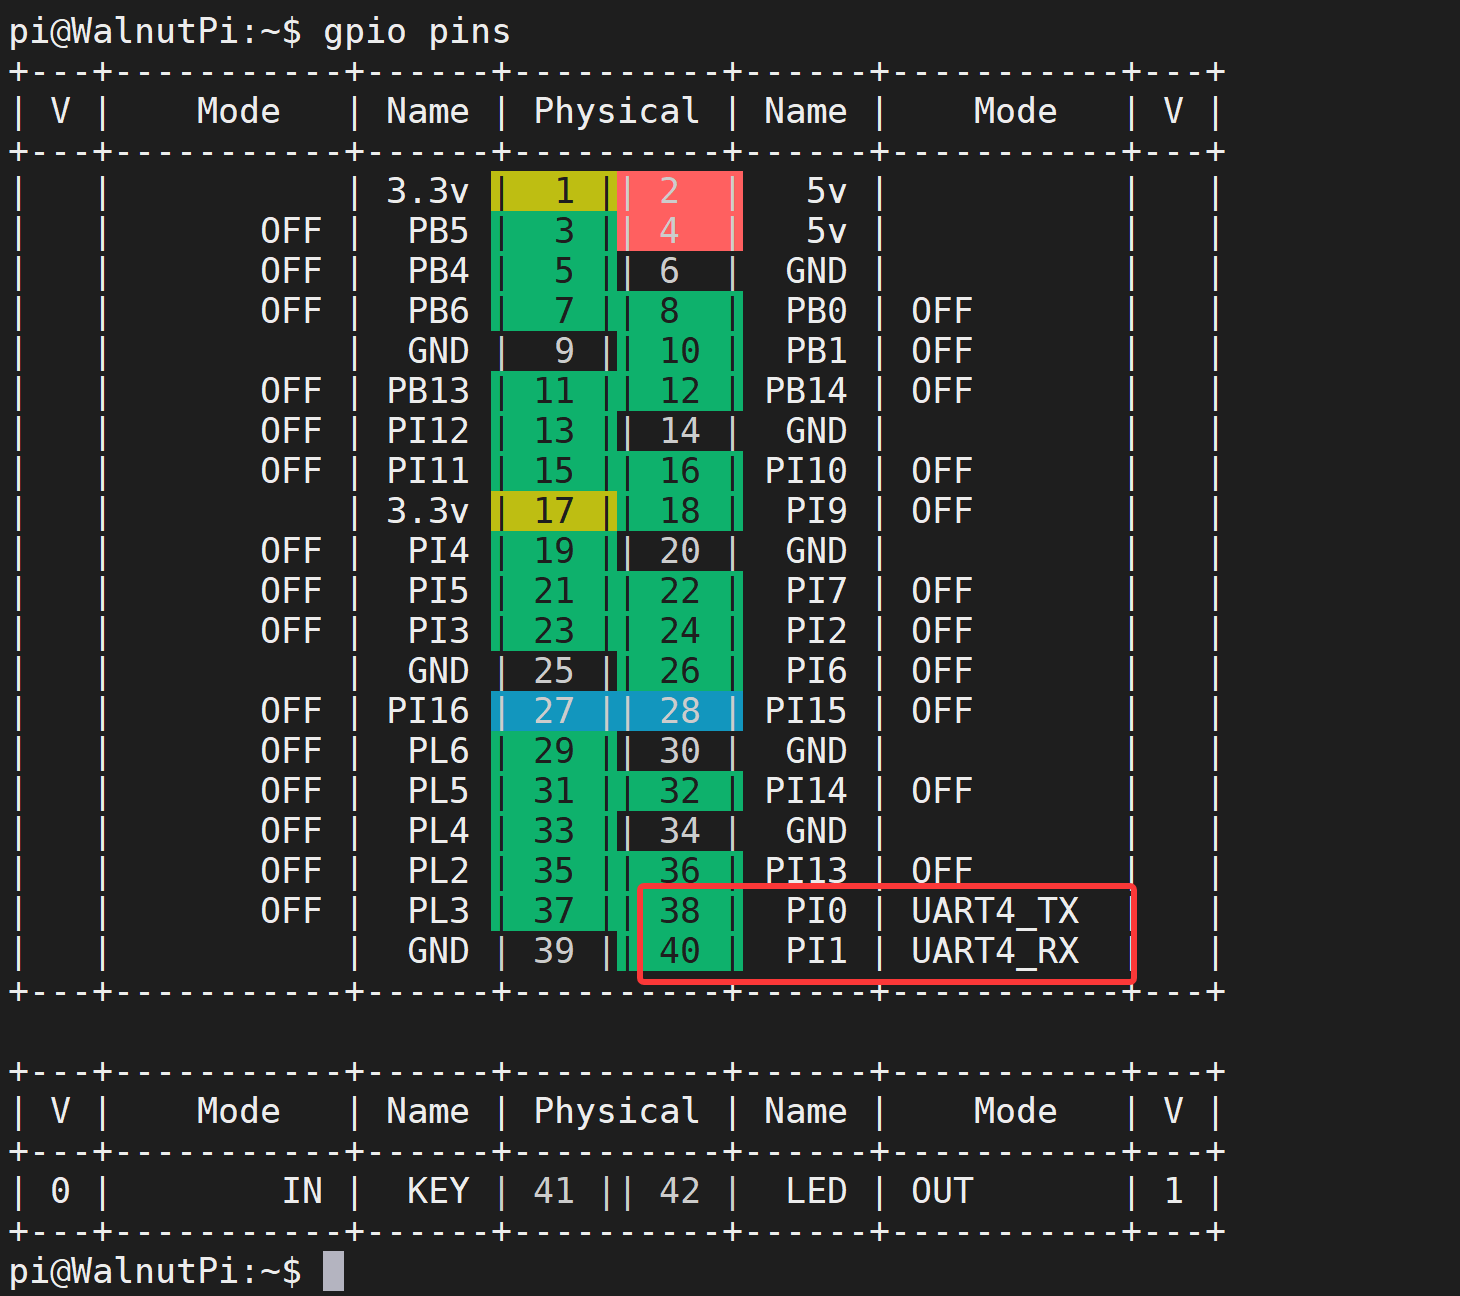 pi@WalnutPi:~$ gpio pins
+---+-----------+------+----------+------+-----------+---+
| V |    Mode   | Name | Physical | Name |    Mode   | V |
+---+-----------+------+----------+------+-----------+---+
|   |           | 3.3v |  1 || 2  |   5v |           |   |
|   |       OFF |  PB5 |  3 || 4  |   5v |           |   |
|   |       OFF |  PB4 |  5 || 6  |  GND |           |   |
|   |       OFF |  PB6 |  7 || 8  |  PB0 | OFF       |   |
|   |           |  GND |  9 || 10 |  PB1 | OFF       |   |
|   |       OFF | PB13 | 11 || 12 | PB14 | OFF       |   |
|   |       OFF | PI12 | 13 || 14 |  GND |           |   |
|   |       OFF | PI11 | 15 || 16 | PI10 | OFF       |   |
|   |           | 3.3v | 17 || 18 |  PI9 | OFF       |   |
|   |       OFF |  PI4 | 19 || 20 |  GND |           |   |
|   |       OFF |  PI5 | 21 || 22 |  PI7 | OFF       |   |
|   |       OFF |  PI3 | 23 || 24 |  PI2 | OFF       |   |
|   |           |  GND | 25 || 26 |  PI6 | OFF       |   |
|   |       OFF | PI16 | 27 || 28 | PI15 | OFF       |   |
|   |       OFF |  PL6 | 29 || 30 |  GND |           |   |
|   |       OFF |  PL5 | 31 || 32 | PI14 | OFF       |   |
|   |       OFF |  PL4 | 33 || 34 |  GND |           |   |
|   |       OFF |  PL2 | 35 || 36 | PI13 | OFF       |   |
|   |       OFF |  PL3 | 37 || 38 |  PI0 | UART4_TX  |   |
|   |           |  GND | 39 || 40 |  PI1 | UART4_RX  |   |
+---+-----------+------+----------+------+-----------+---+
+---+-----------+------+----------+------+-----------+---+
| V |    Mode   | Name | Physical | Name |    Mode   | V |
+---+-----------+------+----------+------+-----------+---+
| 0 |        IN |  KEY | 41 || 42 |  LED | OUT       | 1 |
+---+-----------+------+----------+------+-----------+---+
pi@WalnutPi:~$